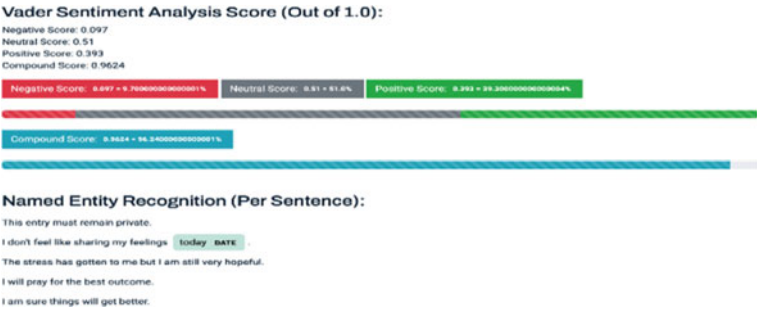 Vader Sentiment Analysis Score (Out of 1.0):
Negative Score: 0.097
Neutral Score: 0.51
Positive Score: 0.393
Compound Score: 0.9624
Negative Score: 0.097 = 9.700000000000001% Neutral Score: 0.51 = 51.0% Positive Score: 0.393 = 39.300000000000004%
Compound Score: 0.9624 = 96.24000000000001%
Named Entity Recognition (Per Sentence):
This entry must remain private.
I don't feel like sharing my feelings today DATE .
The stress has gotten to me but I am still very hopeful.
I will pray for the best outcome.
I am sure things will get better.